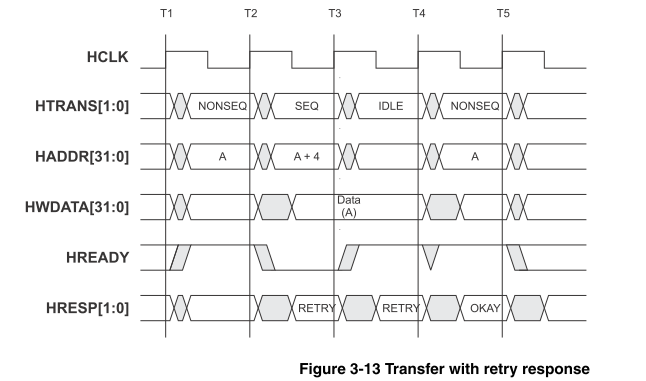 T1 T2 T3 T4 T5
HCLK
HTRANS[1:0] NONSEQ SEQ IDLE NONSEQ
HADDR[31:0] A A + 4 A
HWDATA[31:0] Data
(A)
HREADY
HRESP[1:0] RETRY RETRY OKAY
Figure 3-13 Transfer with retry response